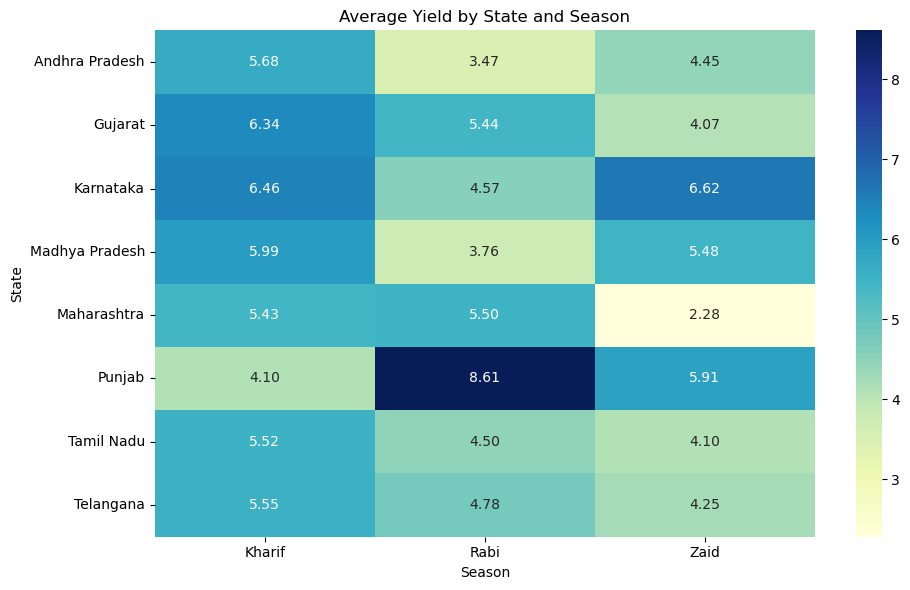 Average Yield by State and Season
State
Andhra Pradesh 5.68 3.47 4.45
Gujarat 6.34 5.44 4.07
Karnataka 6.46 4.57 6.62
Madhya Pradesh 5.99 3.76 5.48
Maharashtra 5.43 5.50 2.28
Punjab 4.10 8.61 5.91
Tamil Nadu 5.52 4.50 4.10
Telangana 5.55 4.78 4.25
Kharif Rabi Zaid
Season
8
7
6
5
4
3